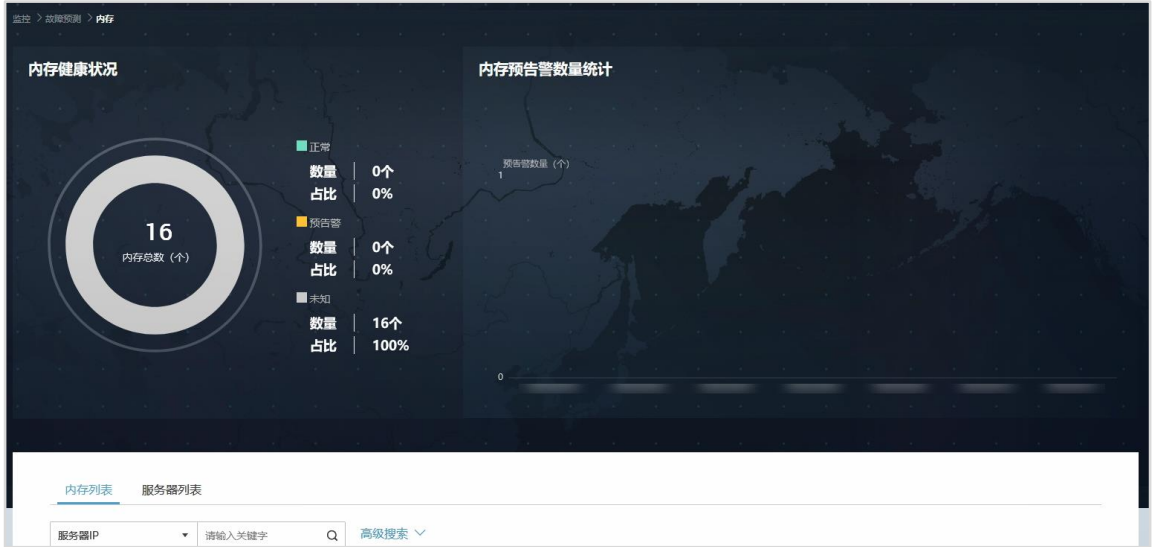 监控 > 故障预测 > 内存
内存健康状况
16
内存总数 (个)
正常
数量 0个
占比 0%
预告警
数量 0个
占比 0%
未知
数量 16个
占比 100%
内存预告警数量统计
预告警数量 (个)
1
0
内存列表 服务器列表
服务器IP 请输入关键字 高级搜索